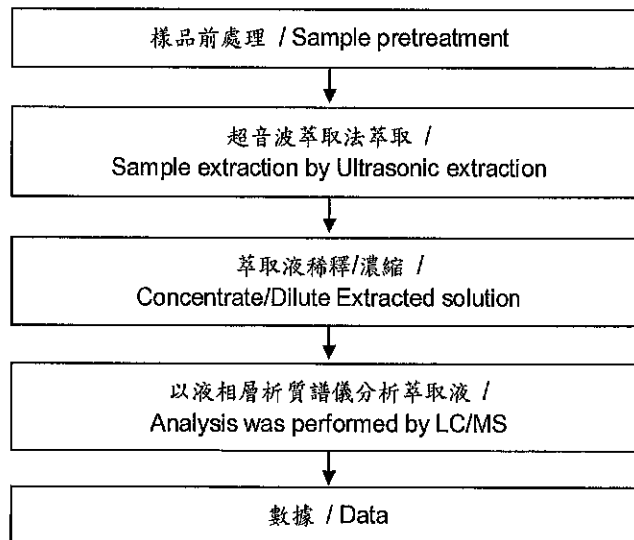 樣品前處理 / Sample pretreatment
超音波萃取法萃取 /
Sample extraction by Ultrasonic extraction
萃取液稀釋/濃縮 /
Concentrate/Dilute Extracted solution
以液相層析質譜儀分析萃取液 /
Analysis was performed by LC/MS
數據 / Data